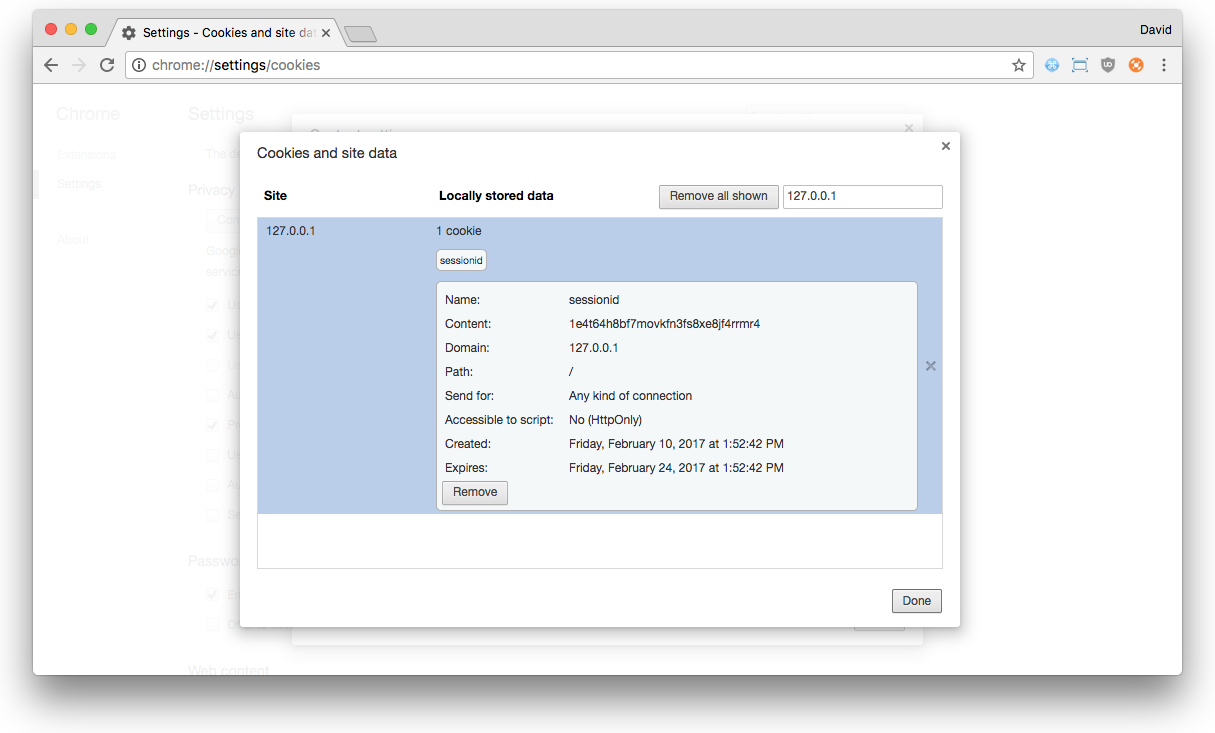 Settings - Cookies and site dat
David
chrome://settings/cookies
Chrome
Settings
Extensions
Settings
Privacy
About
Cookies and site data
Site Locally stored data Remove all shown 127.0.0.1
127.0.0.1 1 cookie
sessionid
Name: sessionid
Content: 1e4t64h8bf7movkfn3fs8xe8jf4rrmr4
Domain: 127.0.0.1
Path: /
Send for: Any kind of connection
Accessible to script: No (HttpOnly)
Created: Friday, February 10, 2017 at 1:52:42 PM
Expires: Friday, February 24, 2017 at 1:52:42 PM
Remove
Done
Web content